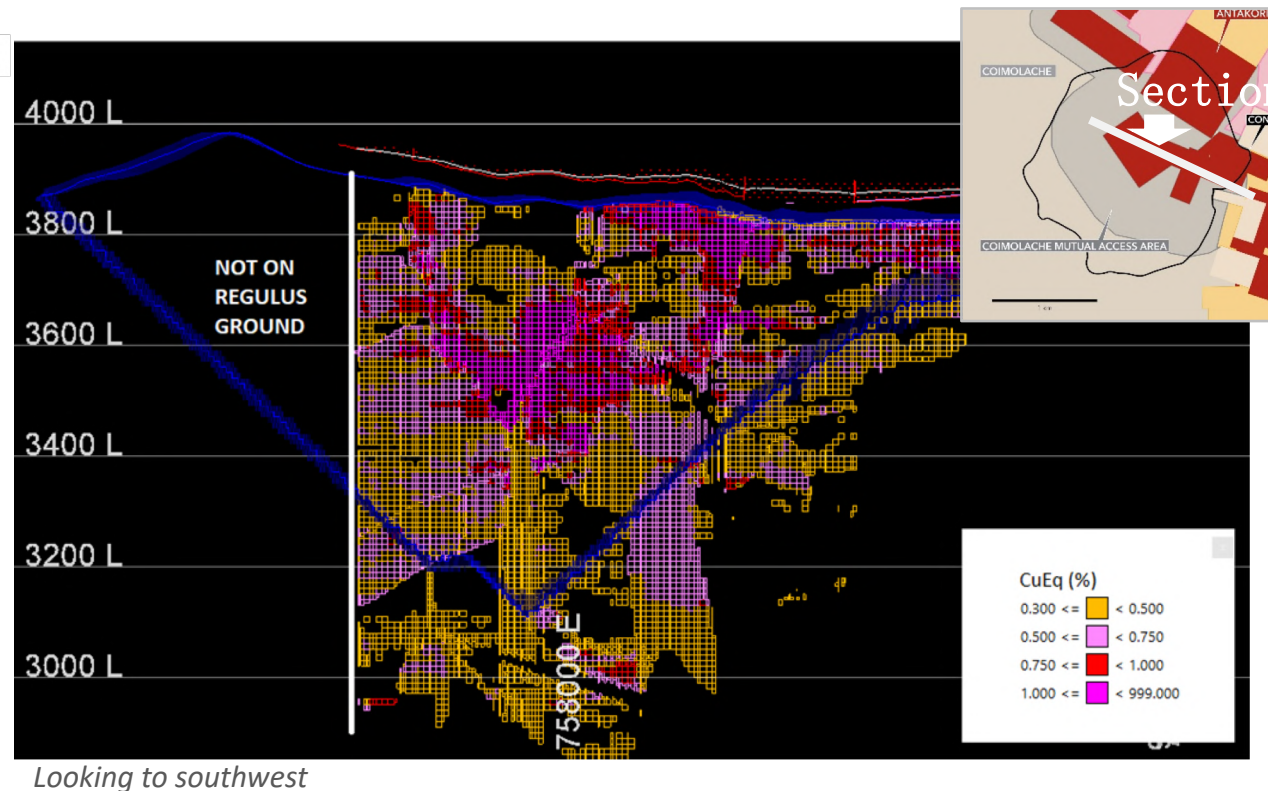 4000 L
3800 L
3600 L
3400 L
3200 L
3000 L
NOT ON
REGULUS
GROUND
758000 E
COIMOLACHE
Section
COIMOLACHE MUTUAL ACCESS AREA
CuEq (%)
0.300 <= < 0.500
0.500 <= < 0.750
0.750 <= < 1.000
1.000 <= < 999.000
Looking to southwest